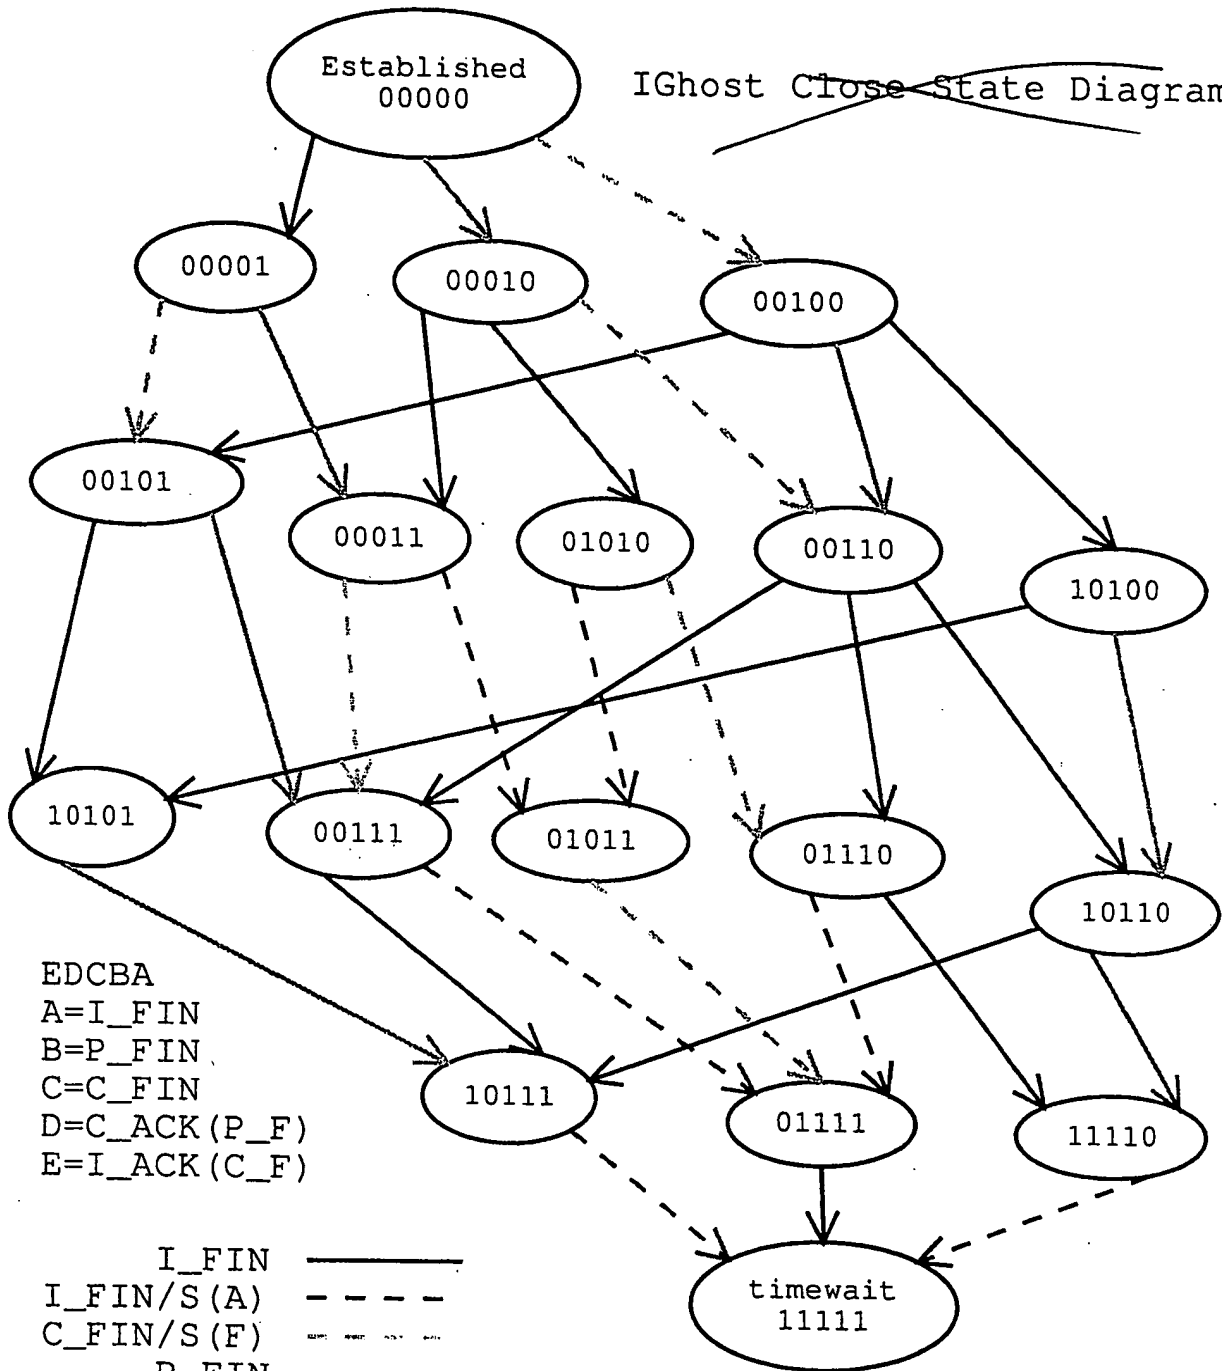 Established
00000
IGhost Close State Diagram
00001
00010
00100
00101
00011
01010
00110
10100
10101
00111
01011
01110
10110
EDCBA
A=I_FIN
B=P_FIN
C=C_FIN
D=C_ACK(P_F)
E=I_ACK(C_F)
10111
01111
11110
I_FIN
I_FIN/S(A)
C_FIN/S(F)
P_FIN
timewait
11111